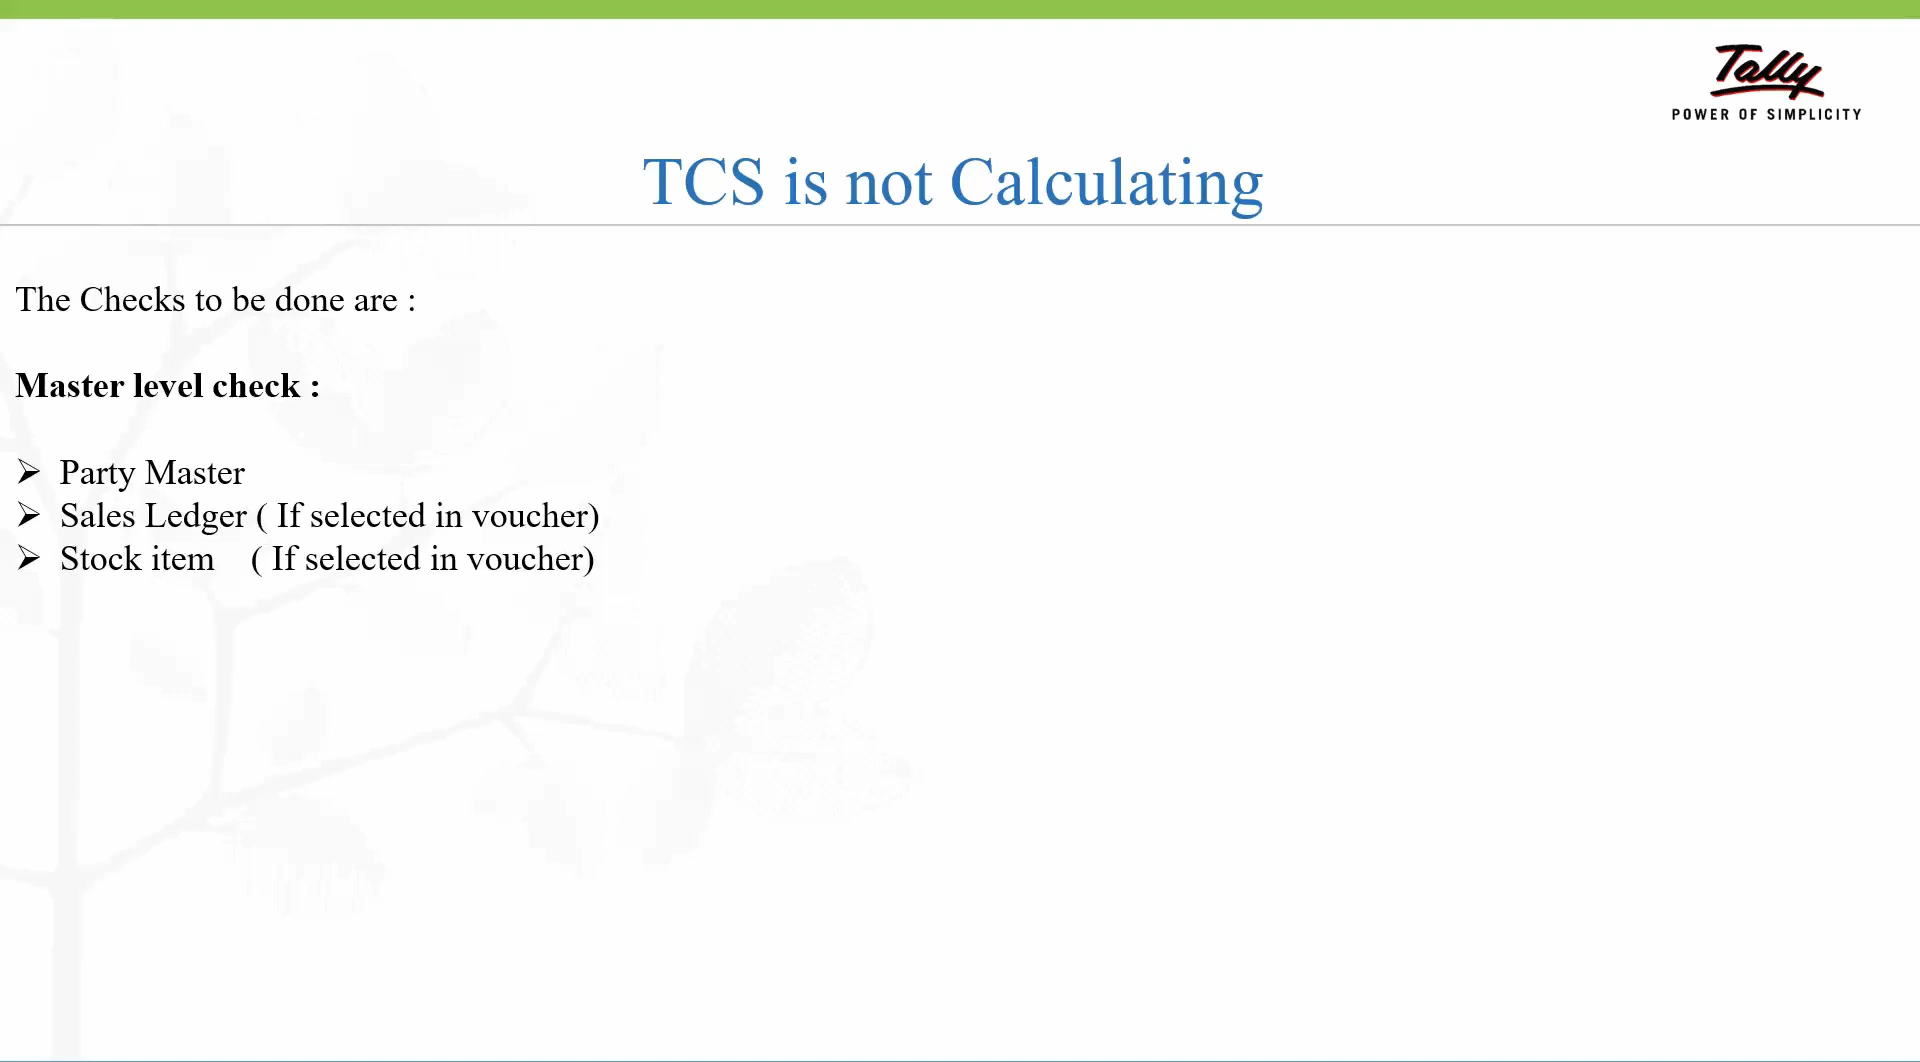 Tally
POWER OF SIMPLICITY
TCS is not Calculating
The Checks to be done are :
Master level check :
➢ Party Master
➢ Sales Ledger ( If selected in voucher)
➢ Stock item ( If selected in voucher)